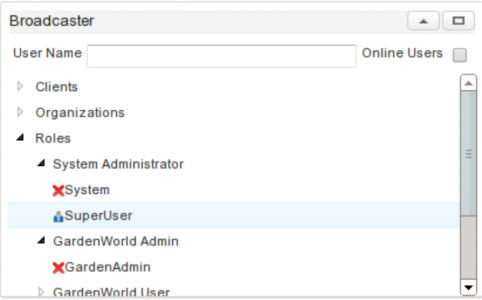 Broadcaster
User Name Online Users
Clients
Organizations
Roles
System Administrator
System
SuperUser
GardenWorld Admin
GardenAdmin
GardenWorld User